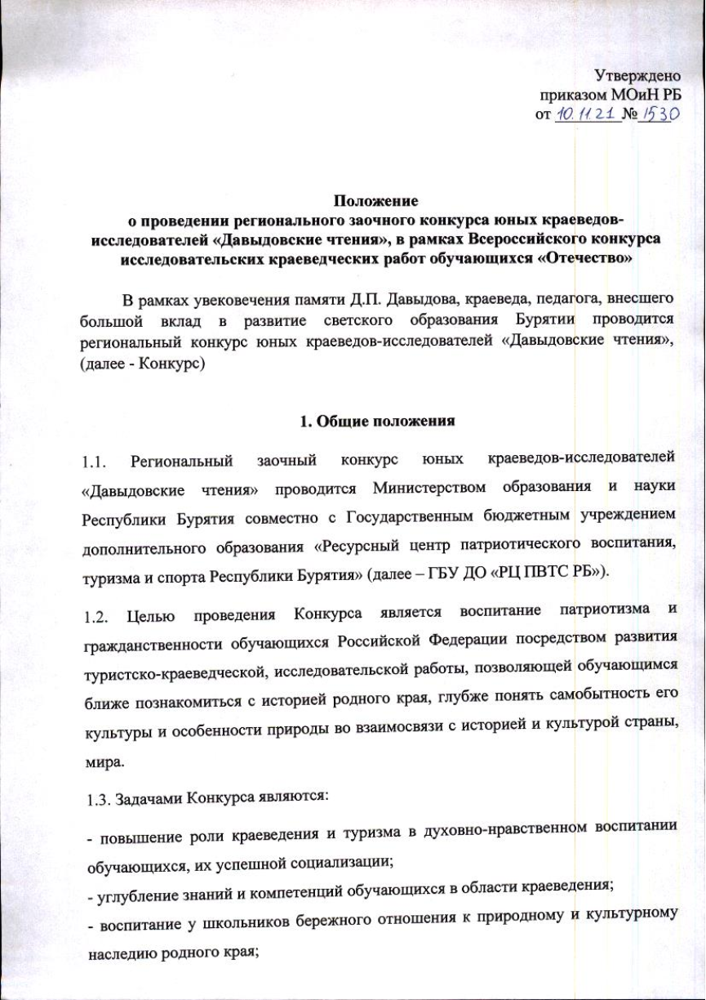 Утверждено
приказом МОиН РБ
от 10.11.21 № 1530
Положение
о проведении регионального заочного конкурса юных краеведов-
исследователей «Давыдовские чтения», в рамках Всероссийского конкурса
исследовательских краеведческих работ обучающихся «Отечество»
В рамках увековечения памяти Д.П. Давыдова, краеведа, педагога, внесшего
большой вклад в развитие светского образования Бурятии проводится
региональный конкурс юных краеведов-исследователей «Давыдовские чтения»,
(далее - Конкурс)
1. Общие положения
1.1. Региональный заочный конкурс юных краеведов-исследователей
«Давыдовские чтения» проводится Министерством образования и науки
Республики Бурятия совместно с Государственным бюджетным учреждением
дополнительного образования «Ресурсный центр патриотического воспитания,
туризма и спорта Республики Бурятия» (далее – ГБУ ДО «РЦ ПВТС РБ»).
1.2. Целью проведения Конкурса является воспитание патриотизма и
гражданственности обучающихся Российской Федерации посредством развития
туристско-краеведческой, исследовательской работы, позволяющей обучающимся
ближе познакомиться с историей родного края, глубже понять самобытность его
культуры и особенности природы во взаимосвязи с историей и культурой страны,
мира.
1.3. Задачами Конкурса являются:
- повышение роли краеведения и туризма в духовно-нравственном воспитании
обучающихся, их успешной социализации;
- углубление знаний и компетенций обучающихся в области краеведения;
- воспитание у школьников бережного отношения к природному и культурному
наследию родного края;